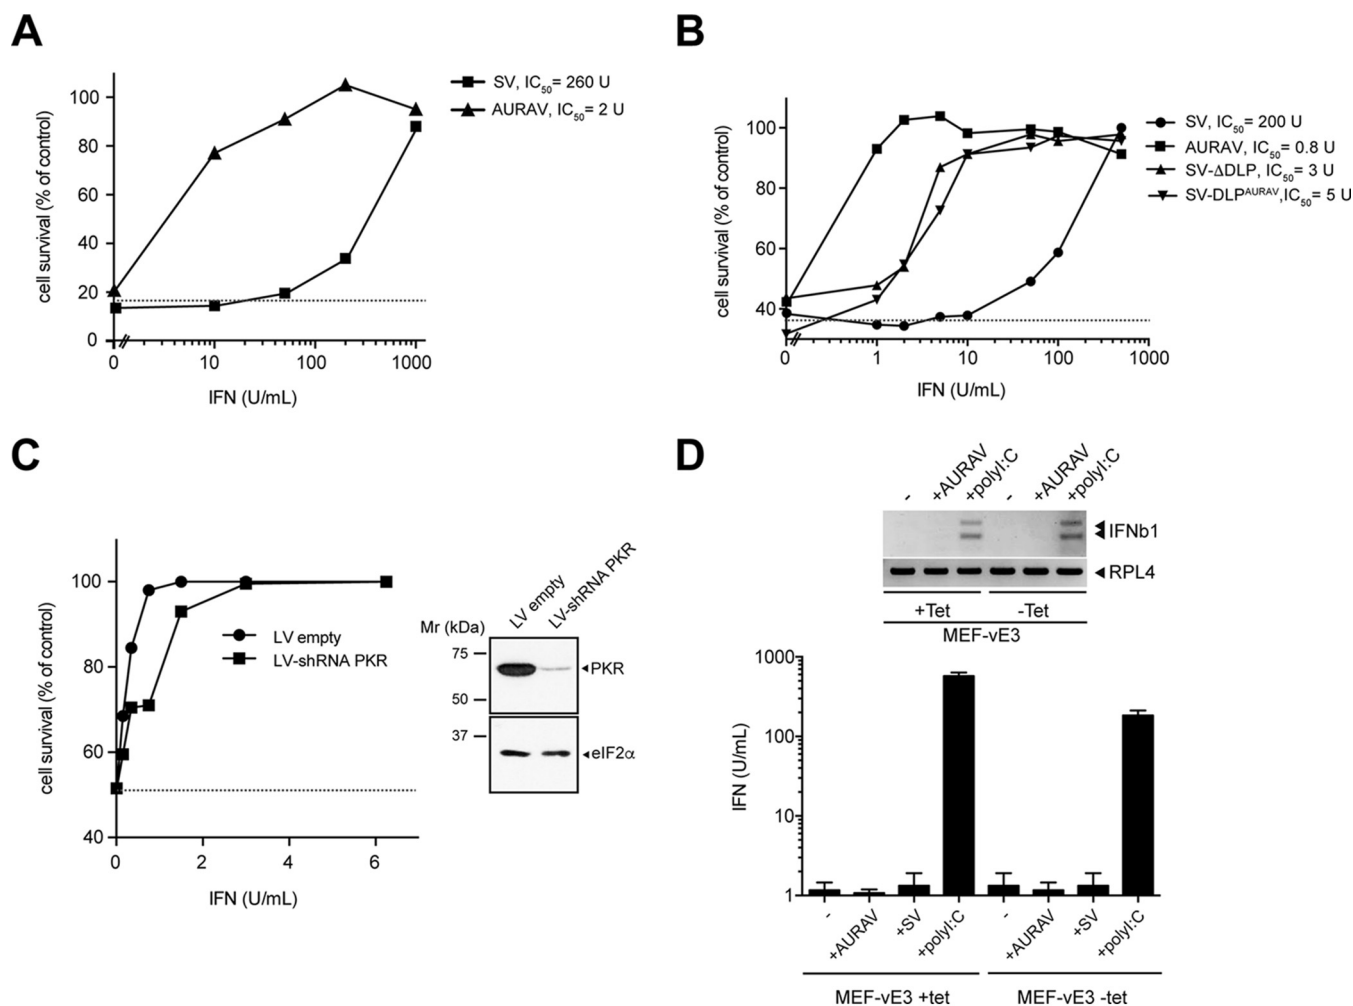 A
cell survival (% of control)
100
80
60
40
20
0
0
10
100
1000
IFN (U/mL)
SV, IC50= 260 U
AURAV, IC50= 2 U
B
cell survival (% of control)
100
80
60
40
0
1
10
100
1000
IFN (U/mL)
SV, IC50= 200 U
AURAV, IC50= 0.8 U
SV-ΔDLP, IC50= 3 U
SV-DLPAURAV,IC50= 5 U
C
cell survival (% of control)
100
80
60
40
0
2
4
6
IFN (U/mL)
LV empty
LV-shRNA PKR
LV empty
LV-shRNA PKR
Mr (kDa)
75
50
37
PKR
eIF2α
D
-
+AURAV
+polyI:C
-
+AURAV
+polyI:C
IFNb1
RPL4
+Tet
-Tet
MEF-vE3
IFN (U/mL)
1000
100
10
1
-
+AURAV
+SV
+polyI:C
-
+AURAV
+SV
+polyI:C
MEF-vE3 +tet
MEF-vE3 -tet